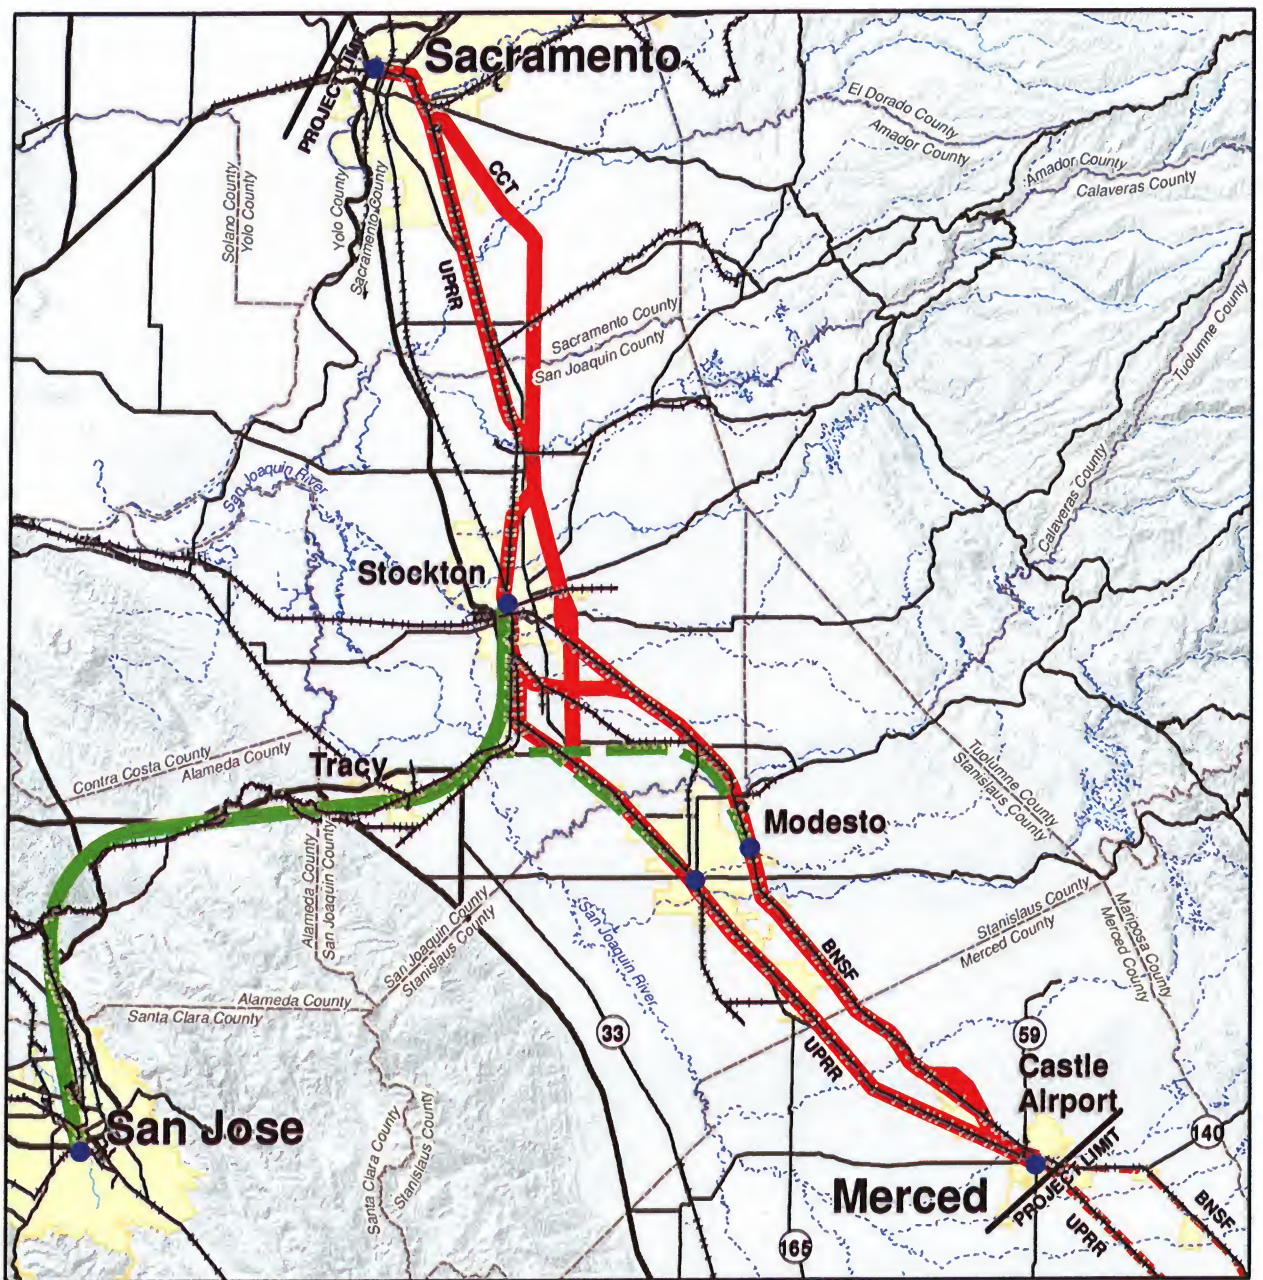 Sacramento
PROJECT LIMIT
El Dorado County
Amador County
Amador County
Calaveras County
CCT
Solano County
Yolo County
Yolo County
Sacramento County
UPRR
Sacramento County
San Joaquin County
Tuolumne County
Calaveras County
San Joaquin River
Stockton
Contra Costa County
Alameda County
Tracy
Tuolumne County
Stanislaus County
Modesto
Alameda County
San Joaquin County
San Joaquin County
Stanislaus County
San Joaquin River
Stanislaus County
Merced County
Mariposa County
Merced County
BNSF
Alameda County
Santa Clara County
33
59
UPRR
Castle
Airport
San Jose
Santa Clara County
Stanislaus County
140
PROJECT LIMIT
Merced
BNSF
UPRR
165